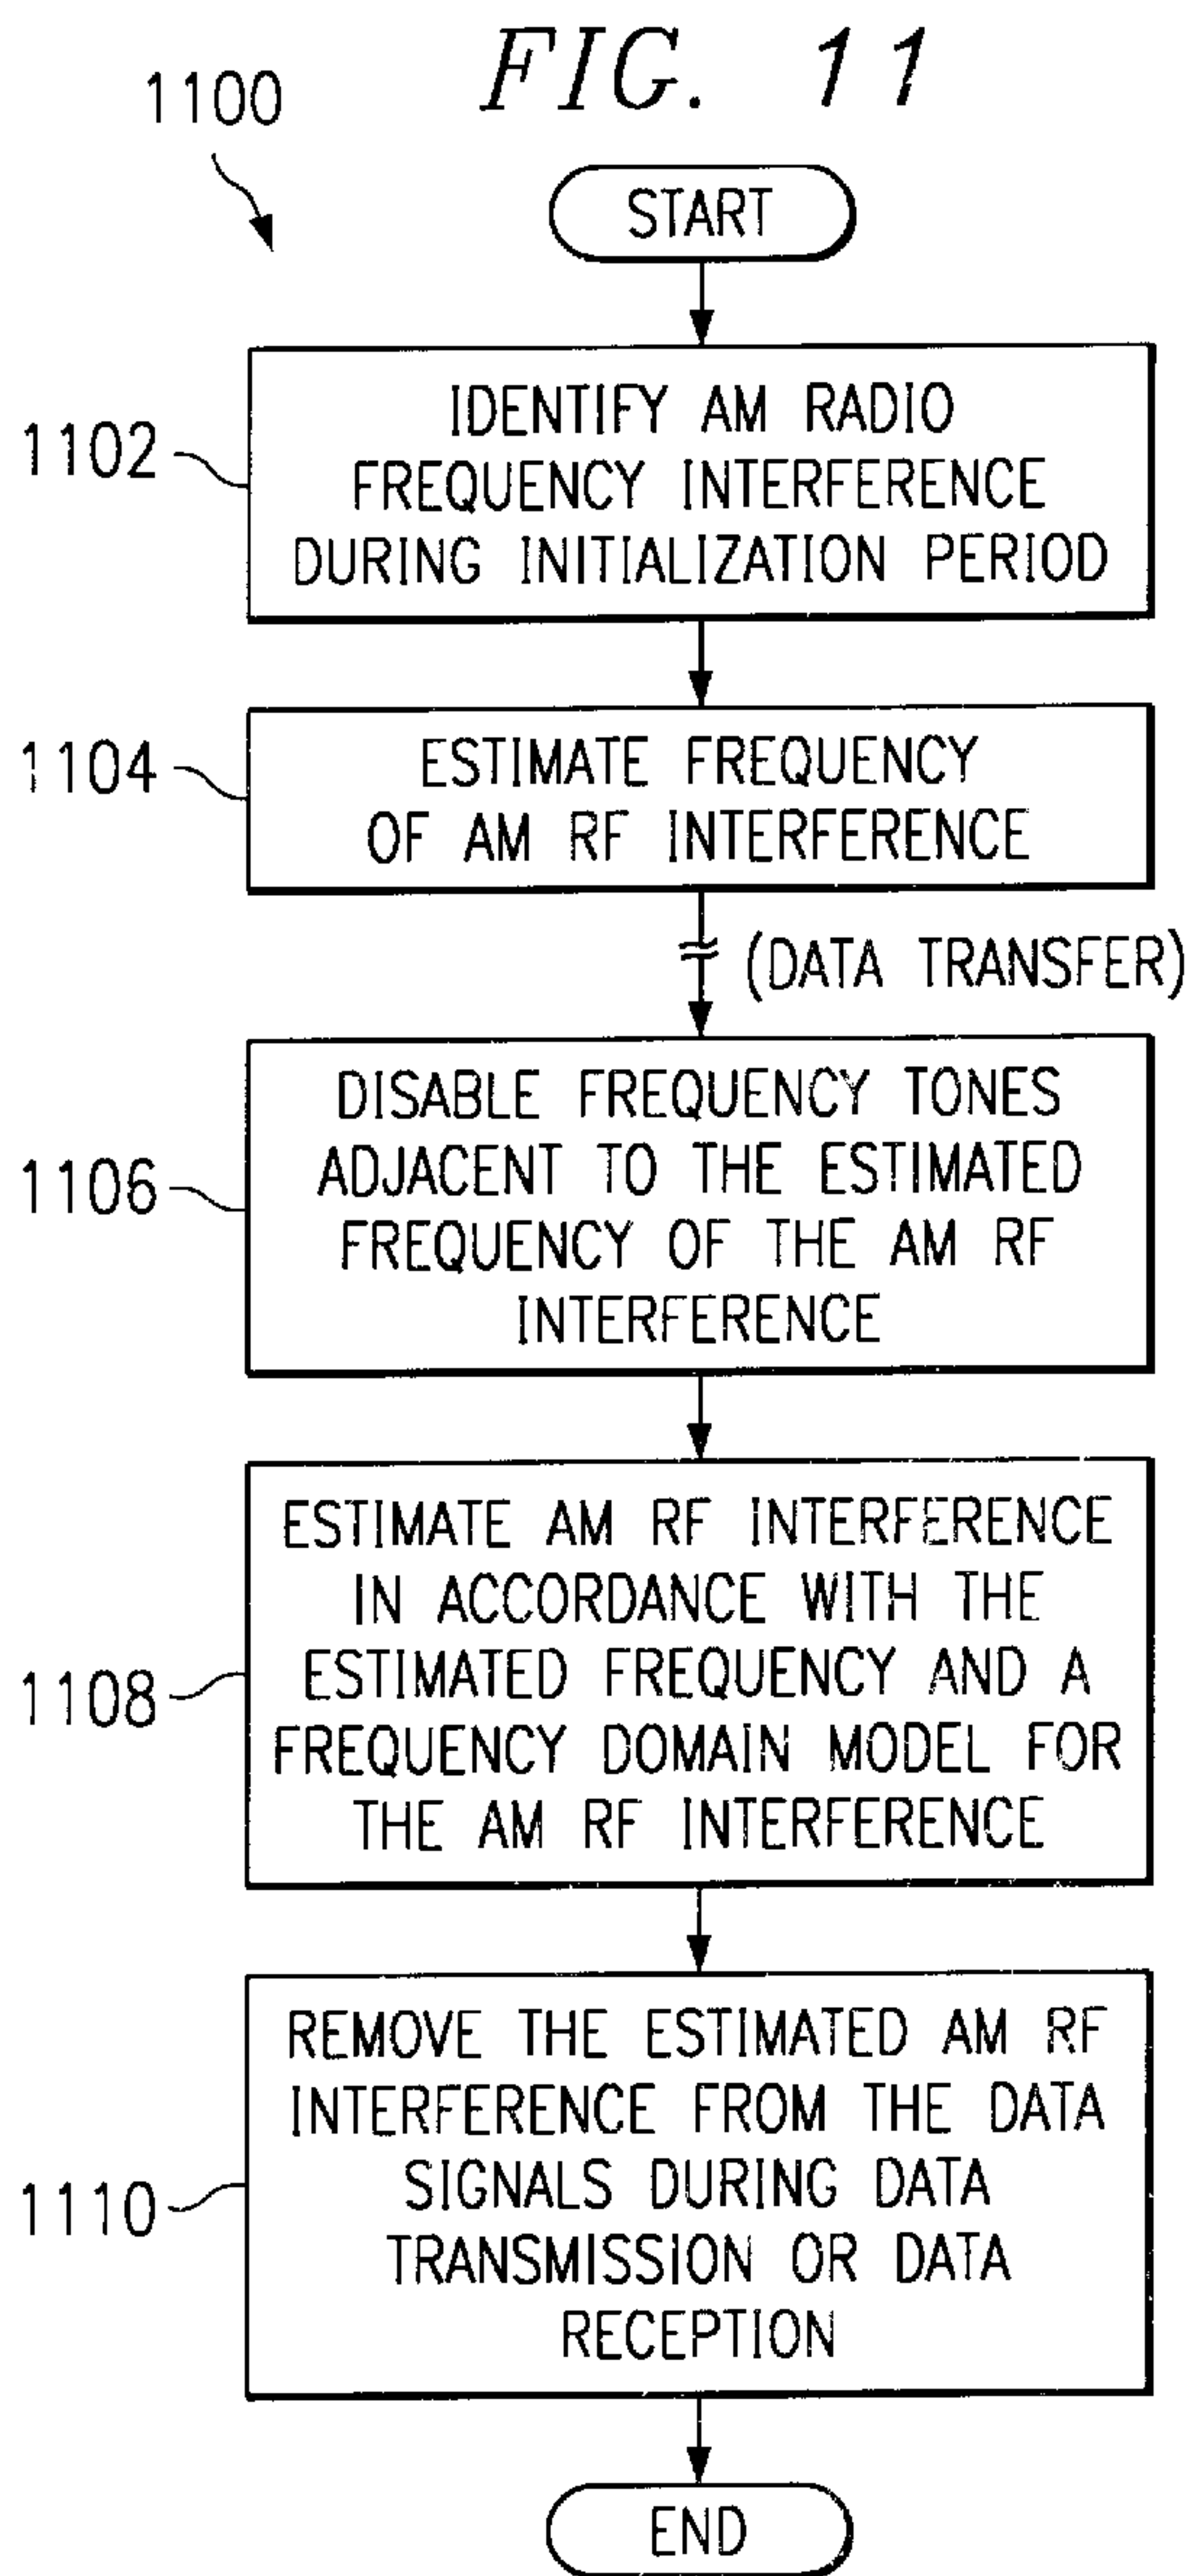 FIG. 11
1100
START
1102
IDENTIFY AM RADIO
FREQUENCY INTERFERENCE
DURING INITIALIZATION PERIOD
1104
ESTIMATE FREQUENCY
OF AM RF INTERFERENCE
(DATA TRANSFER)
1106
DISABLE FREQUENCY TONES
ADJACENT TO THE ESTIMATED
FREQUENCY OF THE AM RF
INTERFERENCE
1108
ESTIMATE AM RF INTERFERENCE
IN ACCORDANCE WITH THE
ESTIMATED FREQUENCY AND A
FREQUENCY DOMAIN MODEL FOR
THE AM RF INTERFERENCE
1110
REMOVE THE ESTIMATED AM RF
INTERFERENCE FROM THE DATA
SIGNALS DURING DATA
TRANSMISSION OR DATA
RECEPTION
END